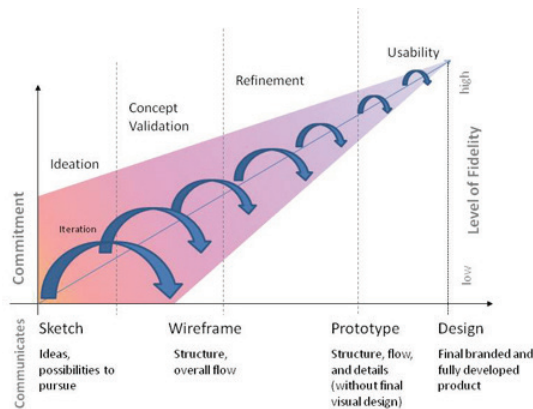 Usability
Refinement
Concept
Validation
Ideation
Iteration
Commitment
Level of Fidelity
high
low
Communicates
Sketch
Wireframe
Prototype
Design
Ideas,
possibilities to
pursue
Structure,
overall flow
Structure, flow,
and details
(without final
visual design)
Final branded and
fully developed
product